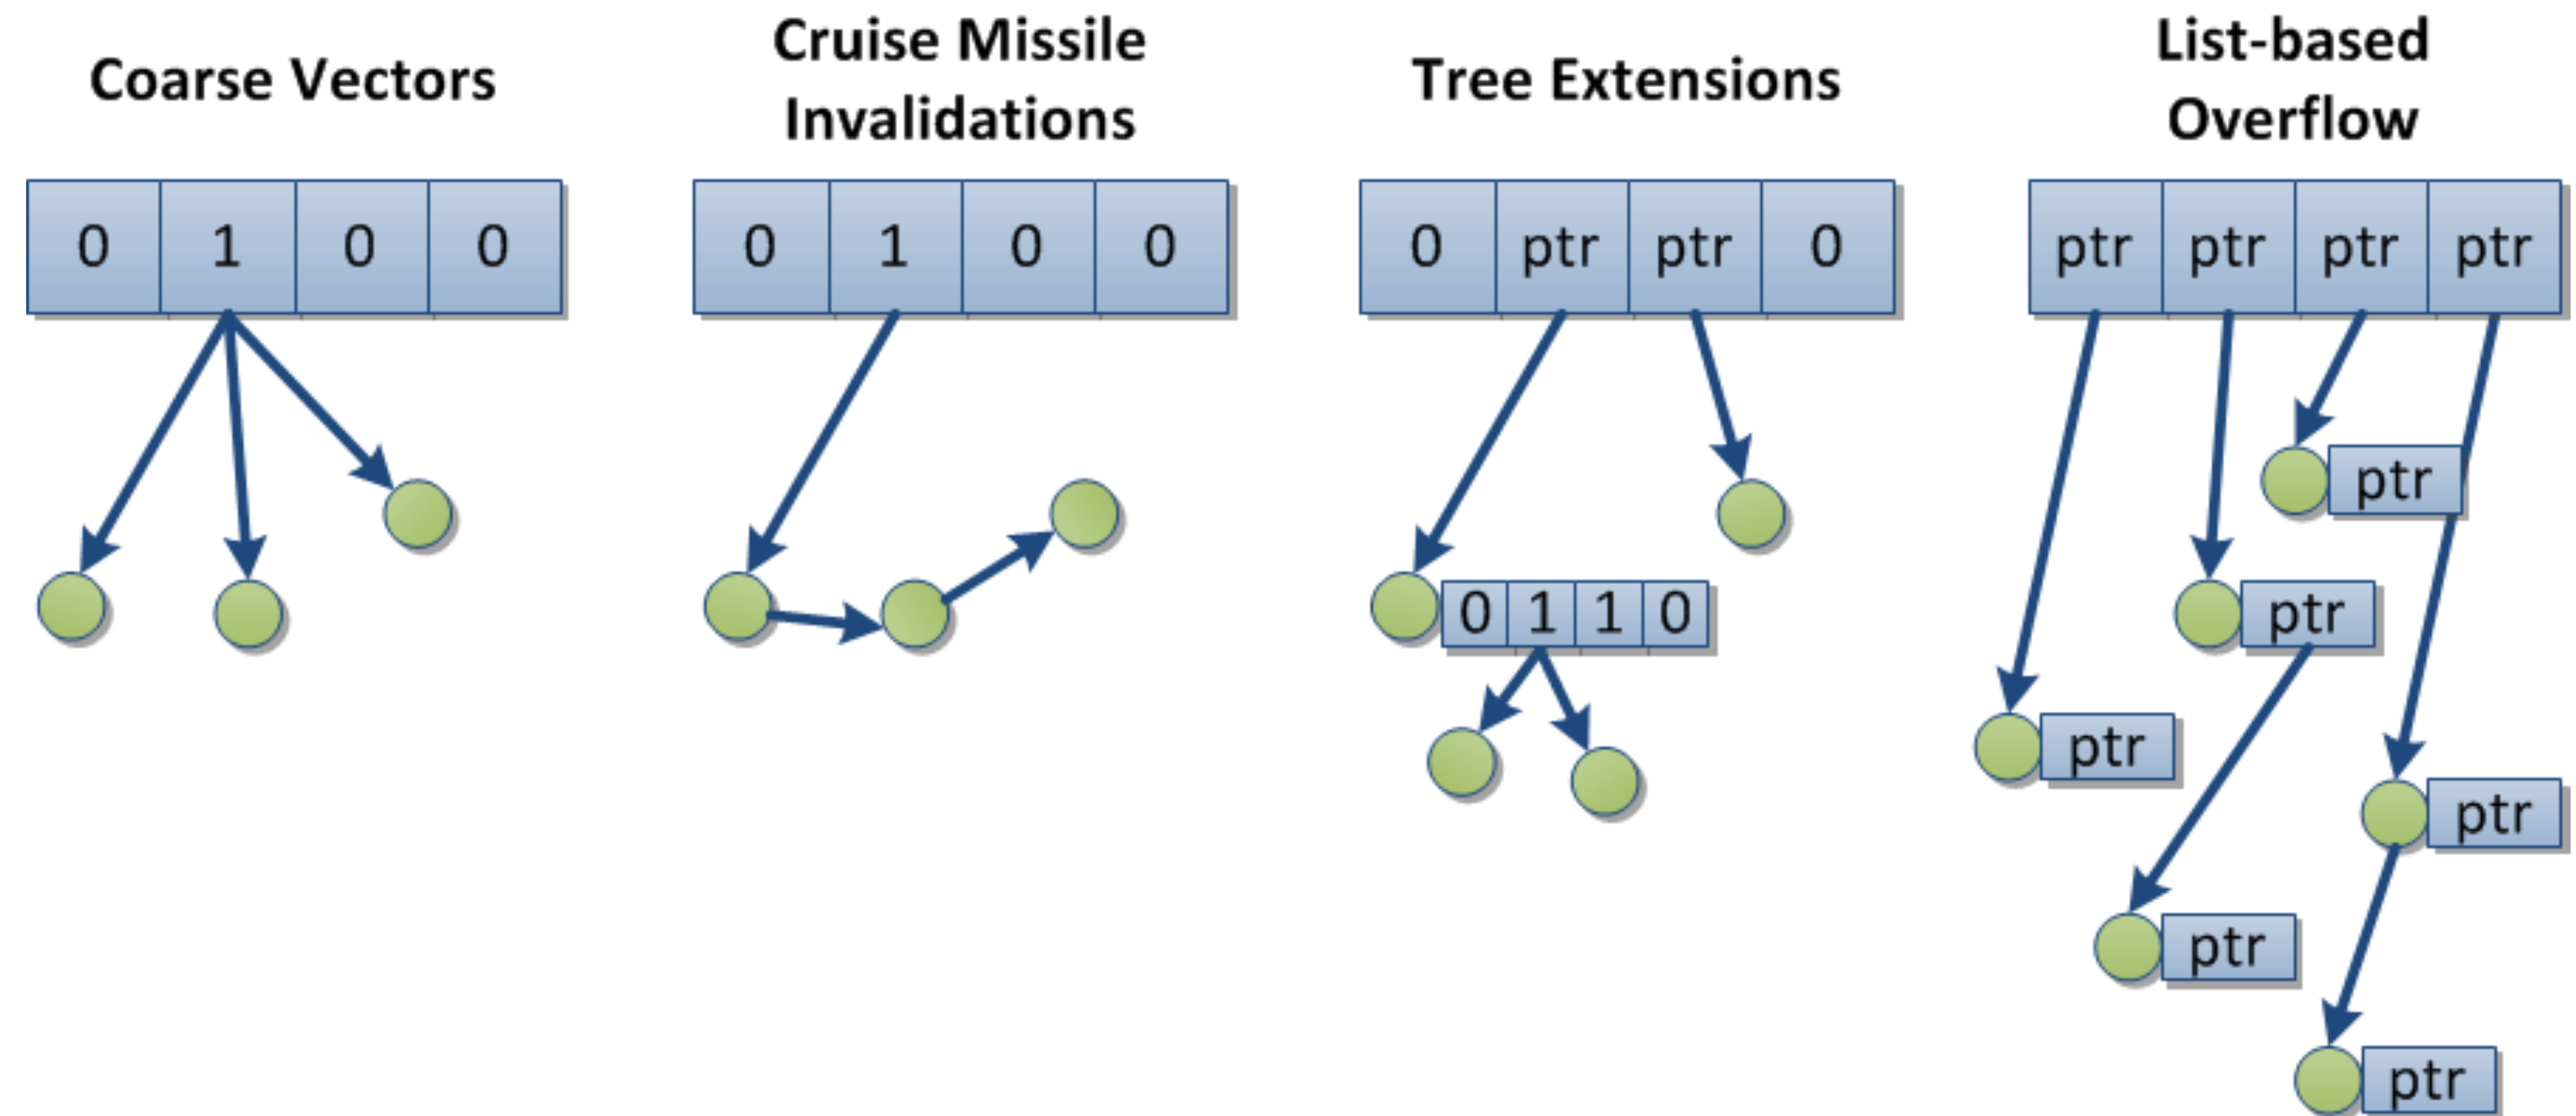 Coarse Vectors
Cruise Missile
Invalidations
Tree Extensions
List-based
Overflow
0 1 0 0
0 1 0 0
0 ptr ptr 0
ptr ptr ptr ptr
ptr
0 1 1 0
ptr
ptr
ptr
ptr
ptr